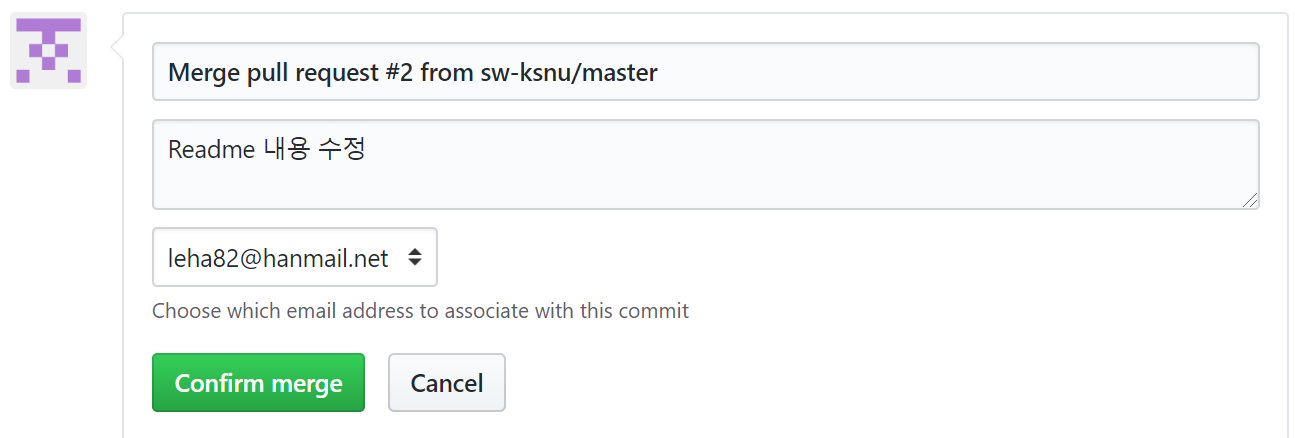 Merge pull request #2 from sw-ksnu/master
Readme 내용 수정
leha82@hanmail.net
Choose which email address to associate with this commit
Confirm merge
Cancel